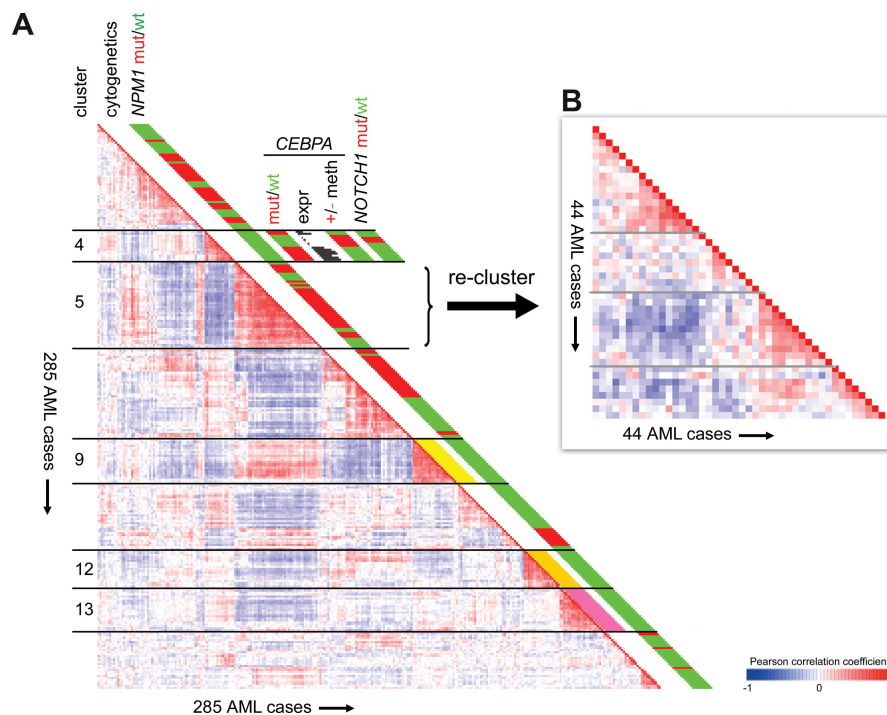 A
cluster
cytogenetics
NPM1 mut/wt
CEBPA
mut/wt
expr
+/- meth
NOTCH1 mut/wt
4
5
9
12
13
285 AML cases
285 AML cases
re-cluster
B
44 AML cases
44 AML cases
Pearson correlation coefficient
-1
0